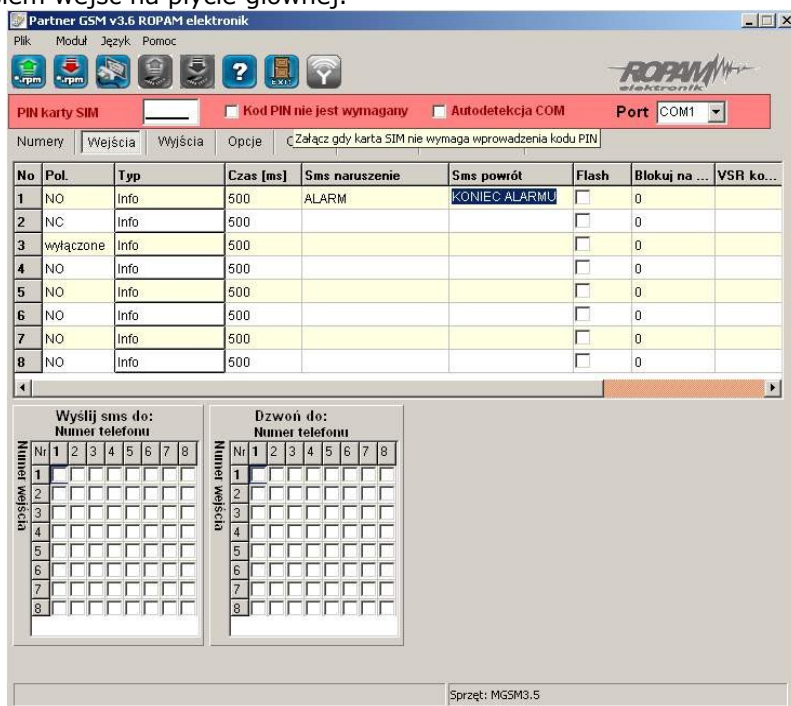 wejść na płycie głównej.
Partner GSM v3.6 ROPAM elektronik
Plik Moduł Język Pomoc
*.rpm *.rpm ? EXIT
ROPAM elektronik
PIN karty SIM Kod PIN nie jest wymagany Autodetekcja COM Port COM1
Numery Wejścia Wyjścia Opcje
Załącz gdy karta SIM nie wymaga wprowadzenia kodu PIN
No Pol. Typ Czas [ms] Sms naruszenie Sms powrót Flash Blokuj na ... VSR ko...
1 NO Info 500 ALARM KONIEC ALARMU 0
2 NC Info 500 0
3 wyłączone Info 500 0
4 NO Info 500 0
5 NO Info 500 0
6 NO Info 500 0
7 NO Info 500 0
8 NO Info 500 0
Wyślij sms do:
Numer telefonu
Numer wejścia
Nr 1 2 3 4 5 6 7 8
1
2
3
4
5
6
7
8
Dzwoń do:
Numer telefonu
Numer wejścia
Nr 1 2 3 4 5 6 7 8
1
2
3
4
5
6
7
8
Sprzęt: MGSM3.5